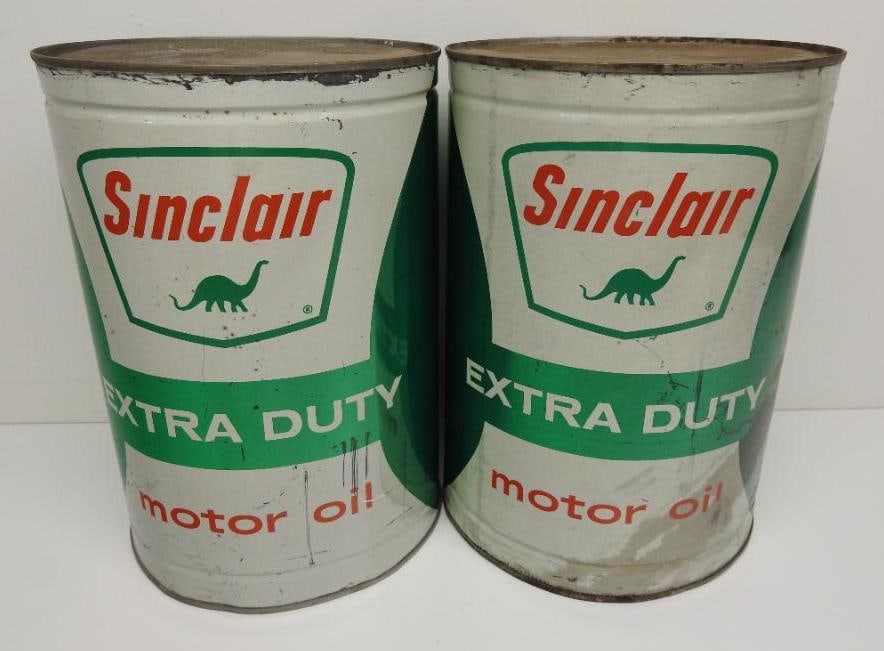 Sinclair
®
EXTRA DUTY
motor oil
Sinclair
®
EXTRA DUTY
motor oil